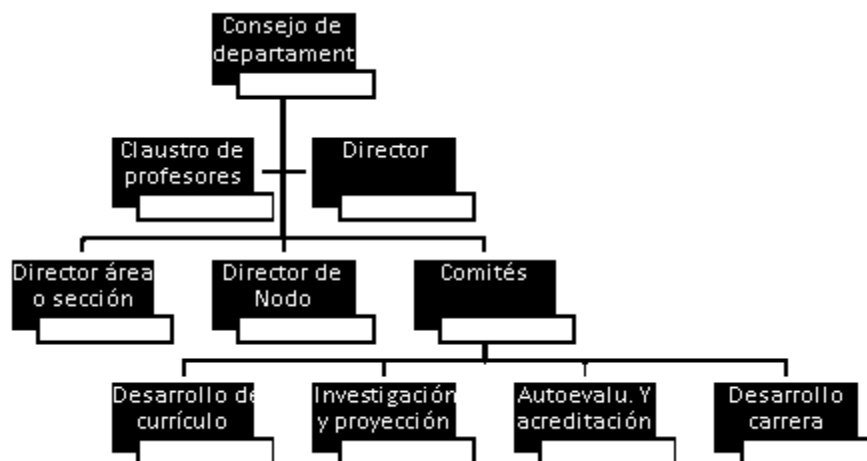 Consejo de
departament
Claustro de
profesores
Director
Director área
o sección
Director de
Nodo
Comités
Desarrollo de
currículo
Investigación
y proyección
Autoevalu. Y
acreditación
Desarrollo
carrera